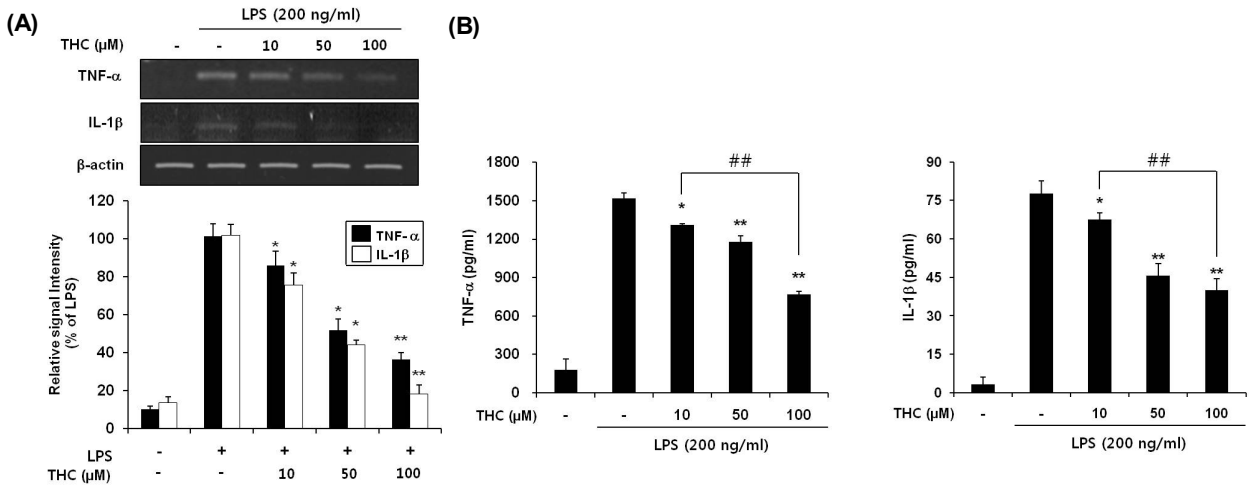 (A)
LPS (200 ng/ml)
THC (μM) - - 10 50 100
TNF-α
IL-1β
β-actin
120
100
80
60
40
20
0
Relative signal Intensity
(% of LPS)
TNF- α
IL-1β
* * * * ** **
LPS - + + + +
THC (μM) - - 10 50 100
(B)
1800
1500
1200
900
600
300
0
TNF-α (pg/ml)
##
* ** **
THC (μM) - - 10 50 100
LPS (200 ng/ml)
90
75
60
45
30
15
0
IL-1β (pg/ml)
##
* ** **
THC (μM) - - 10 50 100
LPS (200 ng/ml)